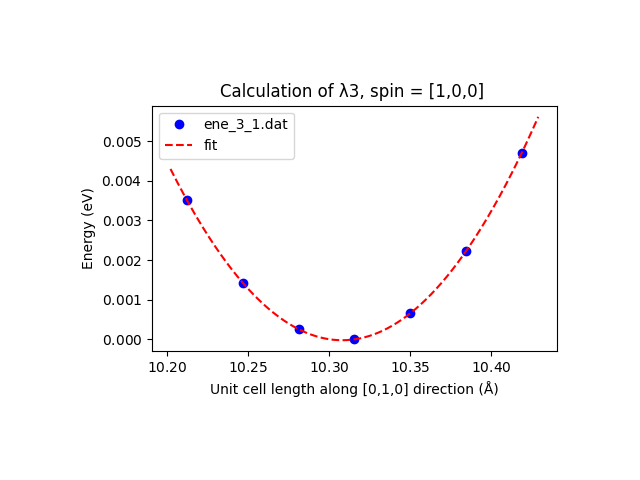 Calculation of λ3, spin = [1,0,0]
ene_3_1.dat
fit
Energy (eV)
0.005
0.004
0.003
0.002
0.001
0.000
10.20 10.25 10.30 10.35 10.40
Unit cell length along [0,1,0] direction (Å)